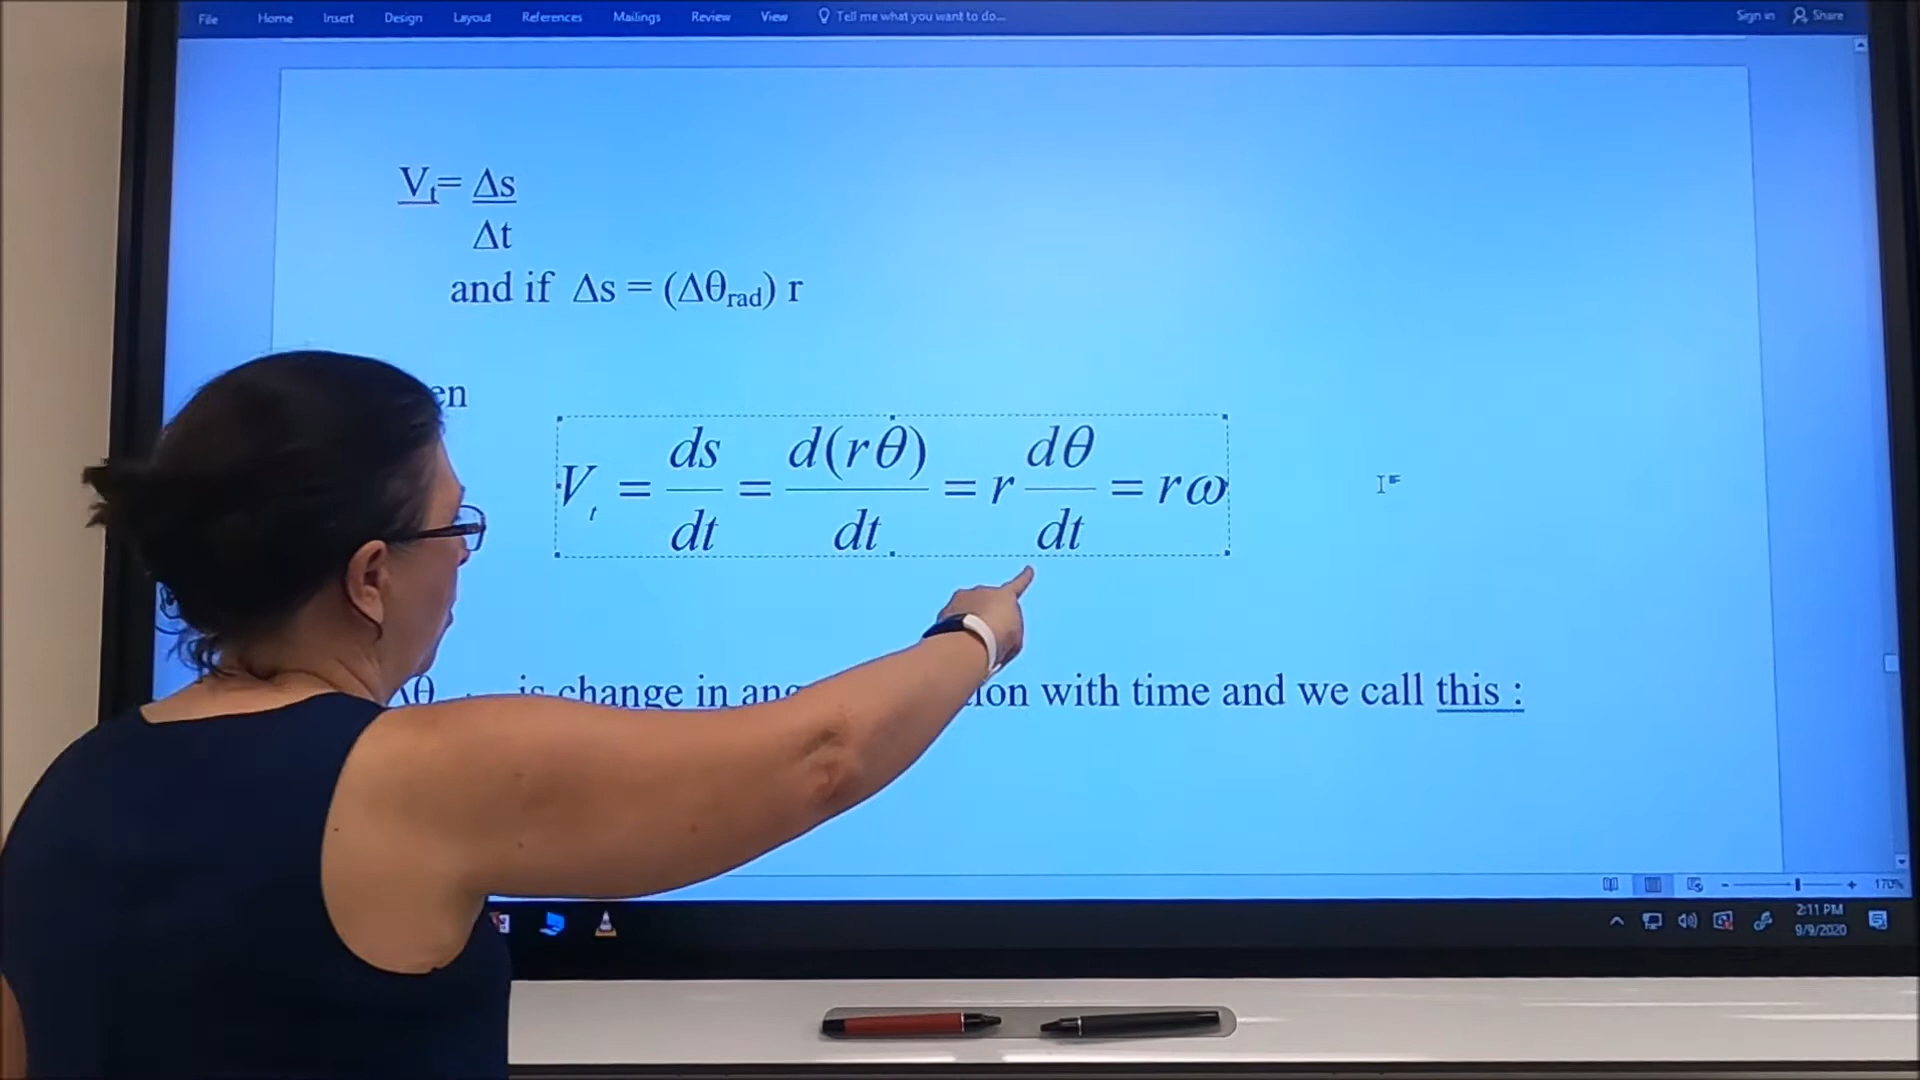 File Home Insert Design Layout References Mailings Review View Tell me what you want to do... Sign in Share
Vt= Δs
Δt
and if Δs = (Δθrad) r
en
Vt = ds/dt = d(rθ)/dt = r dθ/dt = rω
Δθ is change in ang ion with time and we call this :
170%
2:11 PM
9/9/2020